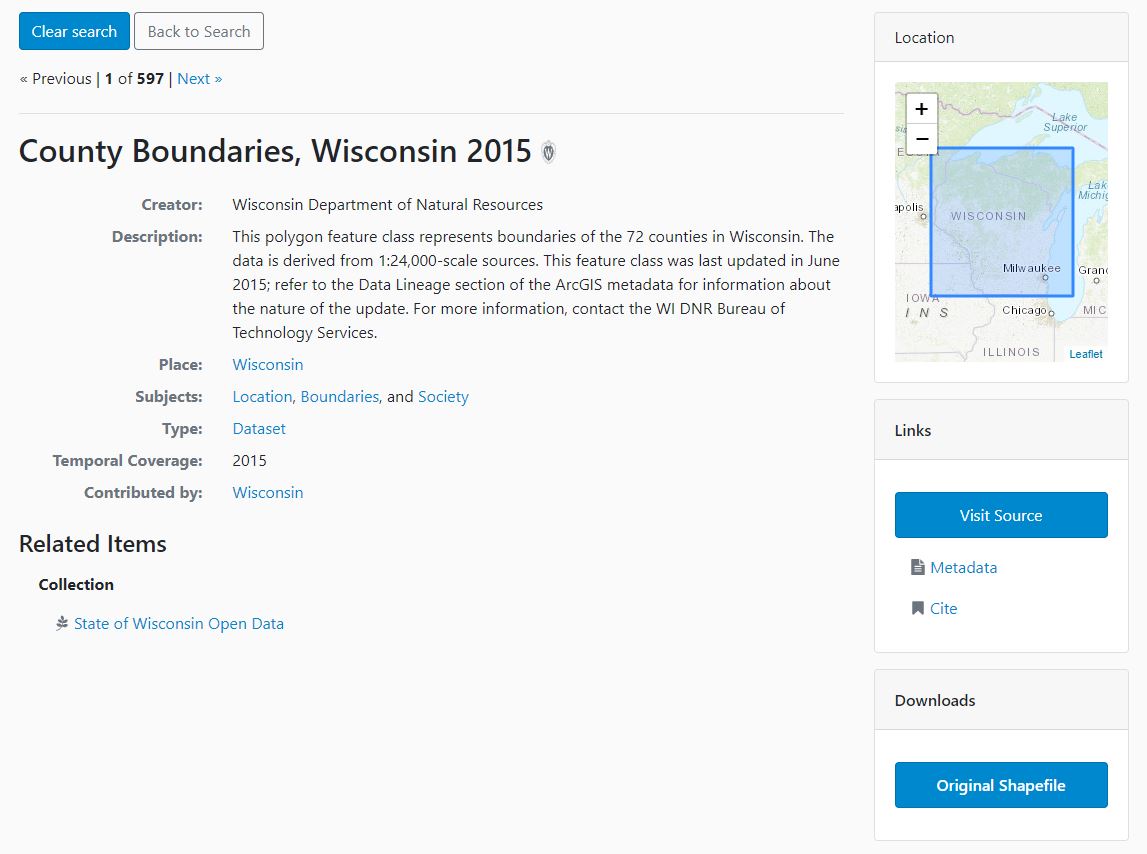 Clear search
Back to Search
« Previous | 1 of 597 | Next »
County Boundaries, Wisconsin 2015
Creator: Wisconsin Department of Natural Resources
Description: This polygon feature class represents boundaries of the 72 counties in Wisconsin. The
data is derived from 1:24,000-scale sources. This feature class was last updated in June
2015; refer to the Data Lineage section of the ArcGIS metadata for information about
the nature of the update. For more information, contact the WI DNR Bureau of
Technology Services.
Place: Wisconsin
Subjects: Location, Boundaries, and Society
Type: Dataset
Temporal Coverage: 2015
Contributed by: Wisconsin
Related Items
Collection
State of Wisconsin Open Data
Location
+
−
Lake
Superior
Lak
Michig
apolis
WISCONSIN
Milwaukee
Grand
IOWA
I N S
Chicago
MIC
ILLINOIS
Leaflet
Links
Visit Source
Metadata
Cite
Downloads
Original Shapefile